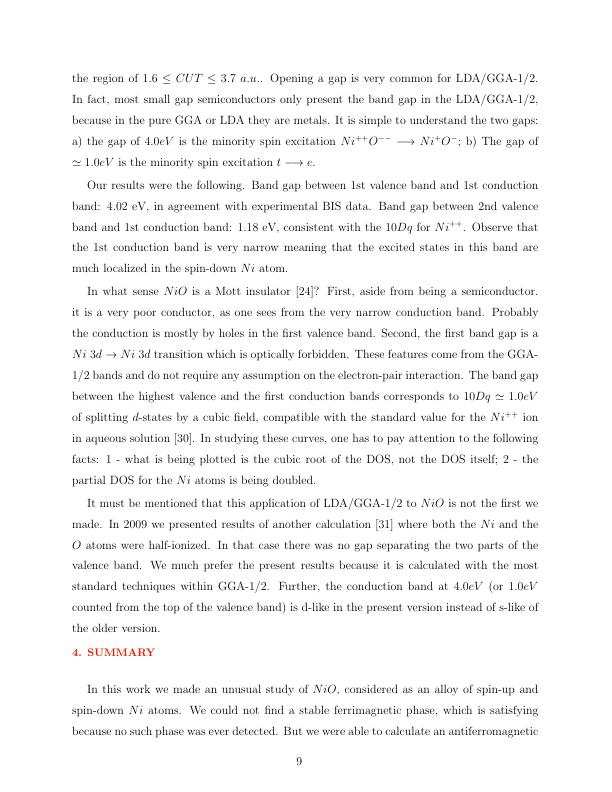 the region of 1.6 ≤ CUT ≤ 3.7 a.u.. Opening a gap is very common for LDA/GGA-1/2.
In fact, most small gap semiconductors only present the band gap in the LDA/GGA-1/2,
because in the pure GGA or LDA they are metals. It is simple to understand the two gaps:
a) the gap of 4.0eV is the minority spin excitation Ni⁺⁺O⁻⁻ ⟶ Ni⁺O⁻; b) The gap of
≃ 1.0eV is the minority spin excitation t ⟶ e.
Our results were the following. Band gap between 1st valence band and 1st conduction
band: 4.02 eV, in agreement with experimental BIS data. Band gap between 2nd valence
band and 1st conduction band: 1.18 eV, consistent with the 10Dq for Ni⁺⁺. Observe that
the 1st conduction band is very narrow meaning that the excited states in this band are
much localized in the spin-down Ni atom.
In what sense NiO is a Mott insulator [24]? First, aside from being a semiconductor.
it is a very poor conductor, as one sees from the very narrow conduction band. Probably
the conduction is mostly by holes in the first valence band. Second, the first band gap is a
Ni 3d → Ni 3d transition which is optically forbidden. These features come from the GGA-
1/2 bands and do not require any assumption on the electron-pair interaction. The band gap
between the highest valence and the first conduction bands corresponds to 10Dq ≃ 1.0eV
of splitting d-states by a cubic field, compatible with the standard value for the Ni⁺⁺ ion
in aqueous solution [30]. In studying these curves, one has to pay attention to the following
facts: 1 - what is being plotted is the cubic root of the DOS, not the DOS itself; 2 - the
partial DOS for the Ni atoms is being doubled.
It must be mentioned that this application of LDA/GGA-1/2 to NiO is not the first we
made. In 2009 we presented results of another calculation [31] where both the Ni and the
O atoms were half-ionized. In that case there was no gap separating the two parts of the
valence band. We much prefer the present results because it is calculated with the most
standard techniques within GGA-1/2. Further, the conduction band at 4.0eV (or 1.0eV
counted from the top of the valence band) is d-like in the present version instead of s-like of
the older version.
4. SUMMARY
In this work we made an unusual study of NiO, considered as an alloy of spin-up and
spin-down Ni atoms. We could not find a stable ferrimagnetic phase, which is satisfying
because no such phase was ever detected. But we were able to calculate an antiferromagnetic
9